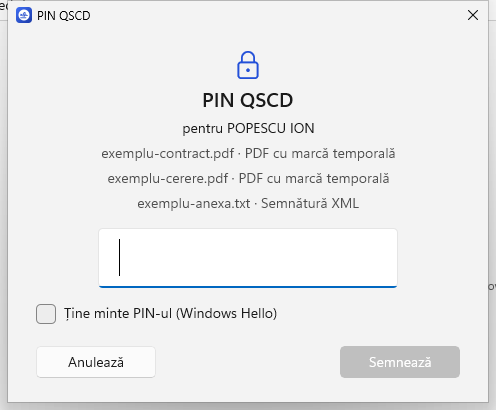 PIN QSCD
PIN QSCD
pentru POPESCU ION
exemplu-contract.pdf · PDF cu marcă temporală
exemplu-cerere.pdf · PDF cu marcă temporală
exemplu-anexa.txt · Semnătură XML
Ține minte PIN-ul (Windows Hello)
Anulează
Semnează